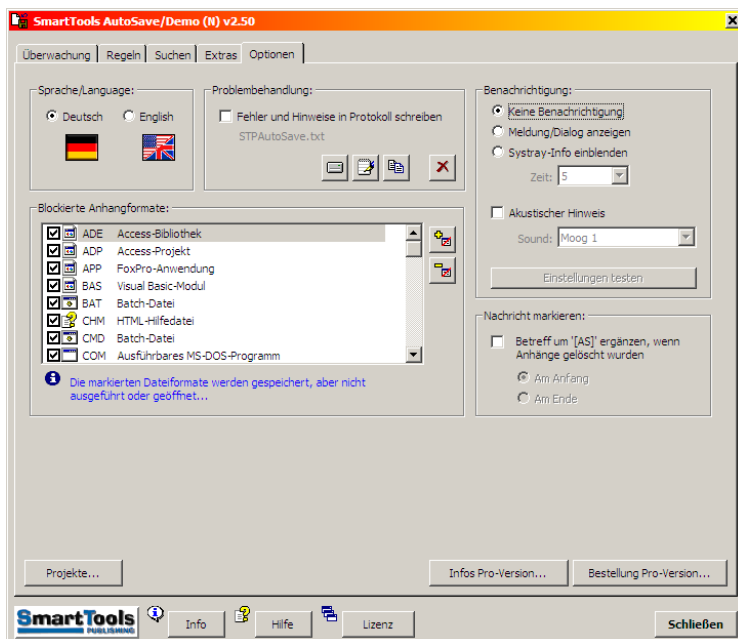 SmartTools AutoSave/Demo (N) v2.50
Überwachung
Regeln
Suchen
Extras
Optionen
Sprache/Language:
Deutsch
English
Problembehandlung:
Fehler und Hinweise in Protokoll schreiben
STPAutoSave.txt
Benachrichtigung:
Keine Benachrichtigung
Meldung/Dialog anzeigen
Systray-Info einblenden
Zeit: 5
Akustischer Hinweis
Sound: Moog 1
Einstellungen testen
Blockierte Anhangformate:
ADE Access-Bibliothek
ADP Access-Projekt
APP FoxPro-Anwendung
BAS Visual Basic-Modul
BAT Batch-Datei
CHM HTML-Hilfedatei
CMD Batch-Datei
COM Ausführbares MS-DOS-Programm
Die markierten Dateiformate werden gespeichert, aber nicht
ausgeführt oder geöffnet...
Nachricht markieren:
Betreff um '[AS]' ergänzen, wenn
Anhänge gelöscht wurden
Am Anfang
Am Ende
Projekte...
Infos Pro-Version...
Bestellung Pro-Version...
SmartTools
PUBLISHING
Info
Hilfe
Lizenz
Schließen